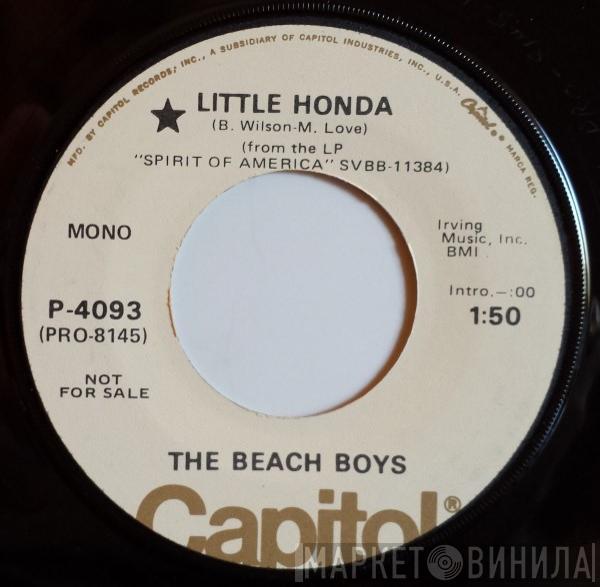 MFD. BY CAPITOL RECORDS, INC., A SUBSIDIARY OF CAPITOL INDUSTRIES, INC., U.S.A. Capitol® MARCA REG.
★ LITTLE HONDA
(B. Wilson-M. Love)
(from the LP
"SPIRIT OF AMERICA" SVBB-11384)
MONO
Irving
Music, Inc.
BMI
P-4093
(PRO-8145)
Intro.–:00
1:50
NOT
FOR SALE
THE BEACH BOYS
Capitol®
МАРКЕТ ВИНИЛА